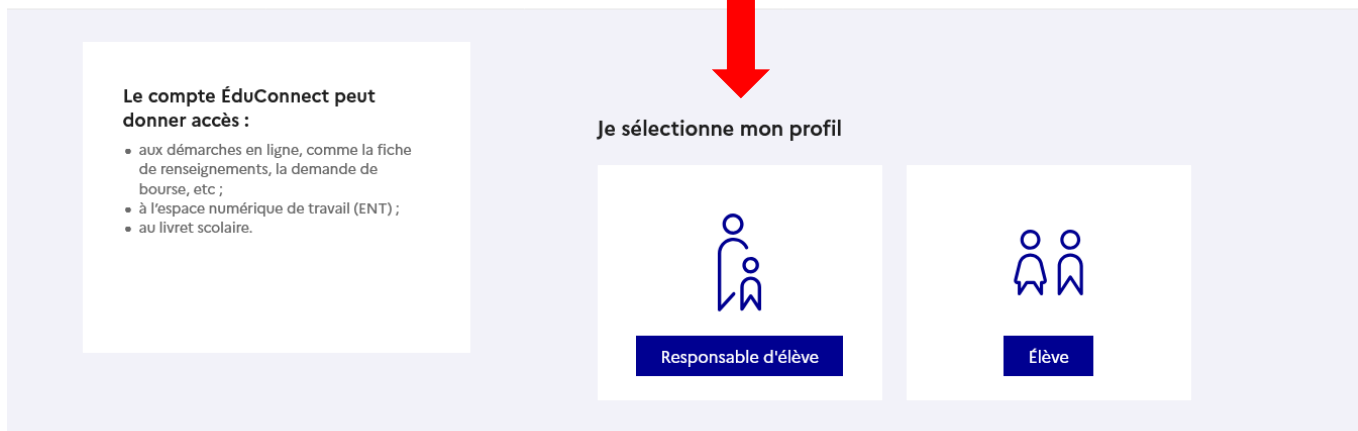 Le compte ÉduConnect peut
donner accès :
• aux démarches en ligne, comme la fiche
de renseignements, la demande de
bourse, etc ;
• à l'espace numérique de travail (ENT) ;
• au livret scolaire.
Je sélectionne mon profil
Responsable d'élève
Élève